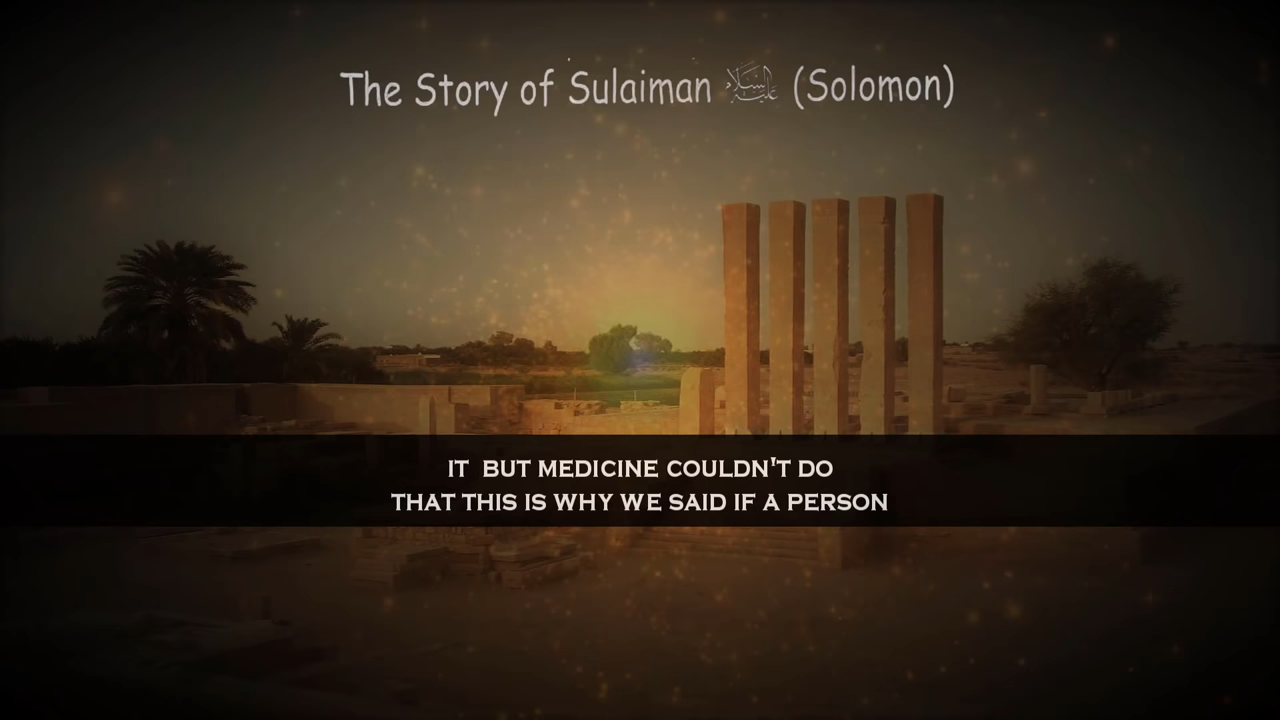 The Story of Sulaiman عليه السلام (Solomon)
IT BUT MEDICINE COULDN'T DO
THAT THIS IS WHY WE SAID IF A PERSON